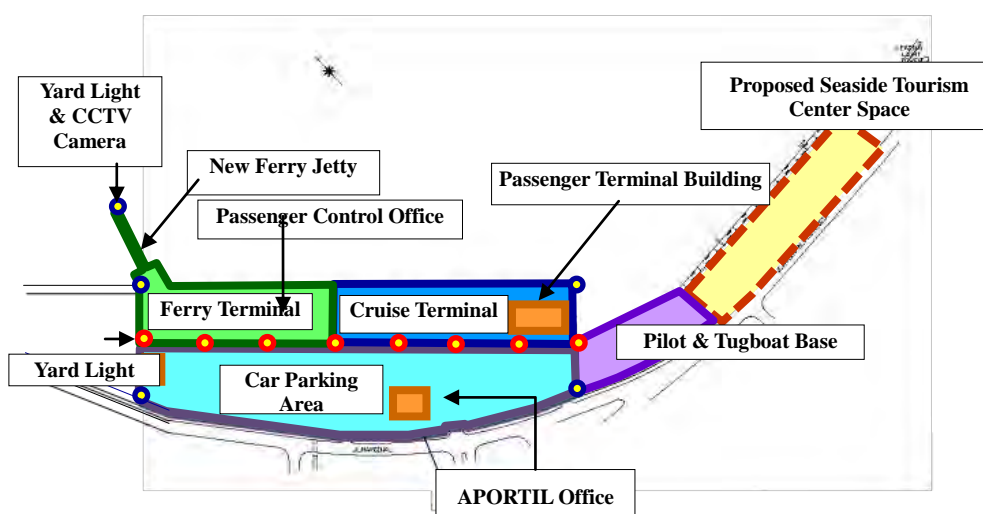 Yard Light
& CCTV
Camera
New Ferry Jetty
Passenger Control Office
Passenger Terminal Building
Proposed Seaside Tourism
Center Space
Ferry Terminal
Cruise Terminal
Pilot & Tugboat Base
Yard Light
Car Parking
Area
APORTIL Office